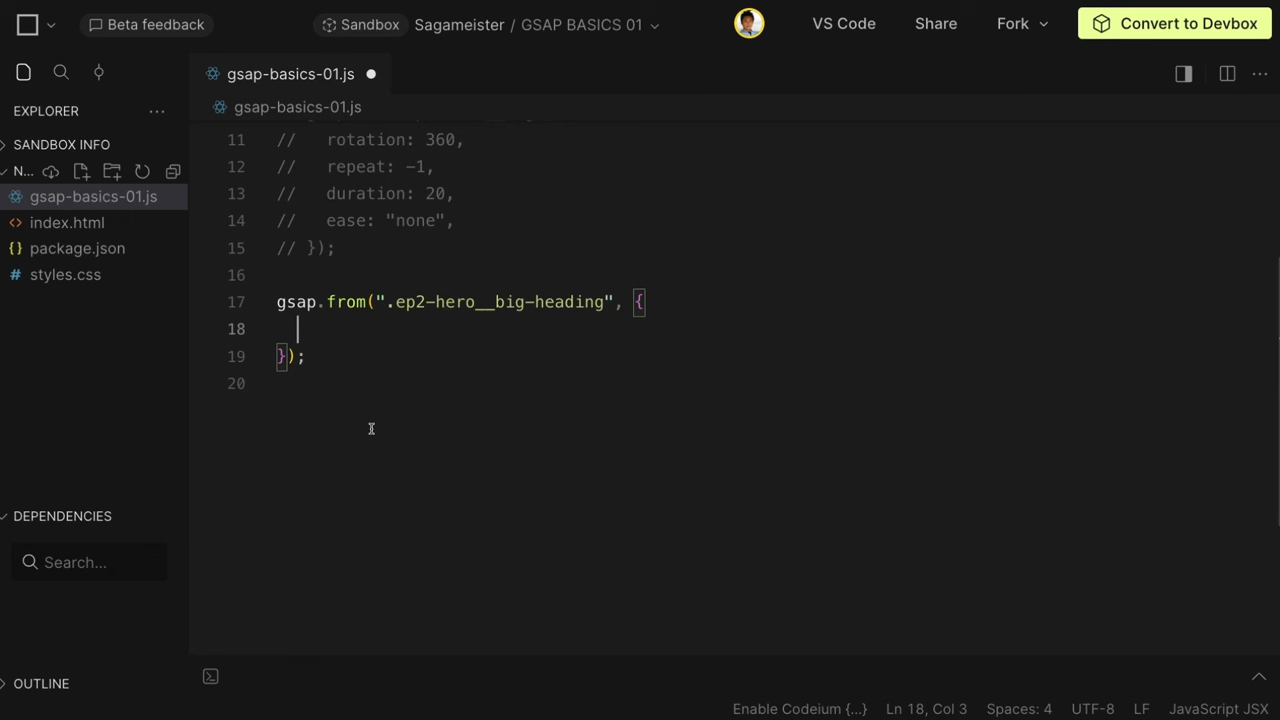 Beta feedback
Sandbox
Sagameister / GSAP BASICS 01
VS Code
Share
Fork
Convert to Devbox
gsap-basics-01.js
EXPLORER
gsap-basics-01.js
SANDBOX INFO
N...
gsap-basics-01.js
index.html
package.json
styles.css
11 // rotation: 360,
12 // repeat: -1,
13 // duration: 20,
14 // ease: "none",
15 // });
16
17 gsap.from(".ep2-hero__big-heading", {
18
19 });
20
DEPENDENCIES
Search...
OUTLINE
Enable Codeium {...}
Ln 18, Col 3
Spaces: 4
UTF-8
LF
JavaScript JSX